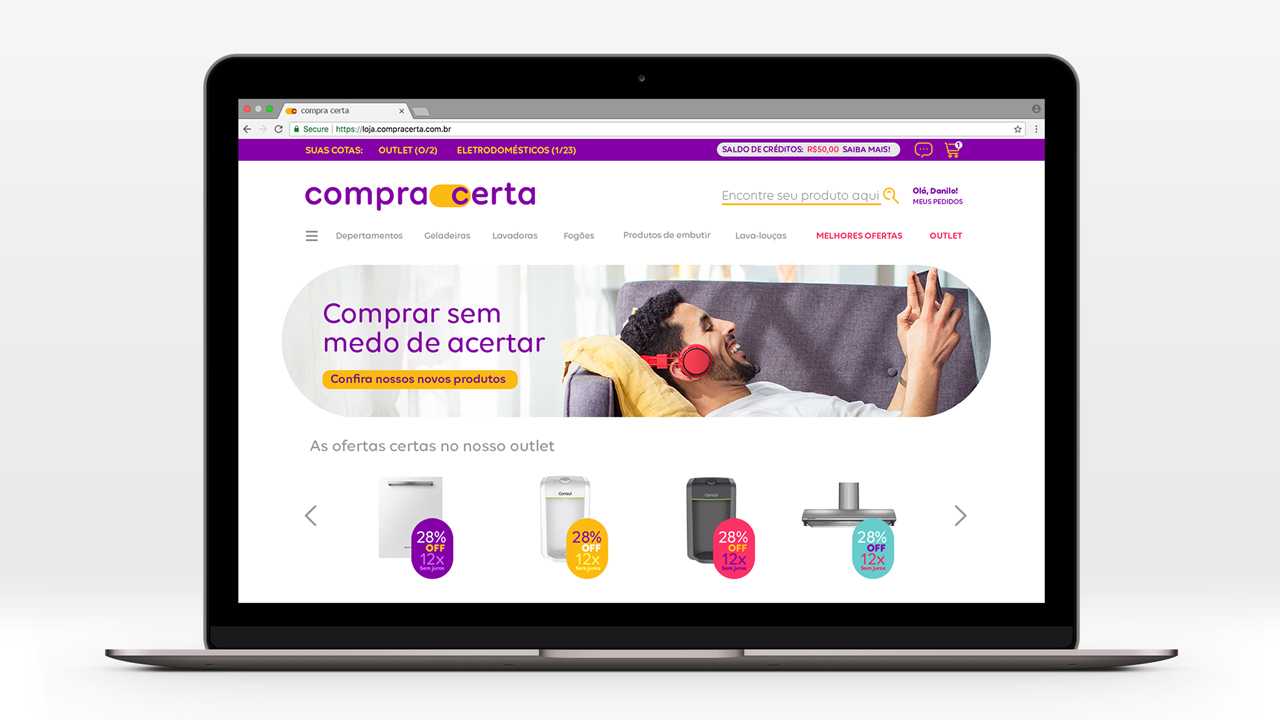 compra certa
Secure https://loja.compracerta.com.br
SUAS COTAS: OUTLET (0/2) ELETRODOMÉSTICOS (1/23) SALDO DE CRÉDITOS: R$50,00 SAIBA MAIS! 1
compra certa
Encontre seu produto aqui
Olá, Danilo!
MEUS PEDIDOS
Depertamentos Geladeiras Lavadoras Fogões Produtos de embutir Lava-louças MELHORES OFERTAS OUTLET
Comprar sem
medo de acertar
Confira nossos novos produtos
As ofertas certas no nosso outlet
Consul
Consul
28% OFF 12x Sem juros
28% OFF 12x Sem juros
28% OFF 12x Sem juros
28% OFF 12x Sem juros